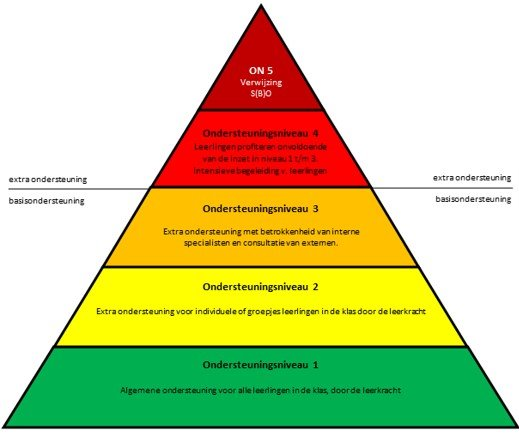 ON 5
Verwijzing
S(B)O
Ondersteuningsniveau 4
Leerlingen profiteren onvoldoende
van de inzet in niveau 1 t/m 3.
Intensieve begeleiding v. leerlingen
extra ondersteuning
extra ondersteuning
basisondersteuning
basisondersteuning
Ondersteuningsniveau 3
Extra ondersteuning met betrokkenheid van interne
specialisten en consultatie van externen.
Ondersteuningsniveau 2
Extra ondersteuning voor individuele of groepjes leerlingen in de klas door de leerkracht
Ondersteuningsniveau 1
Algemene ondersteuning voor alle leerlingen in de klas, door de leerkracht